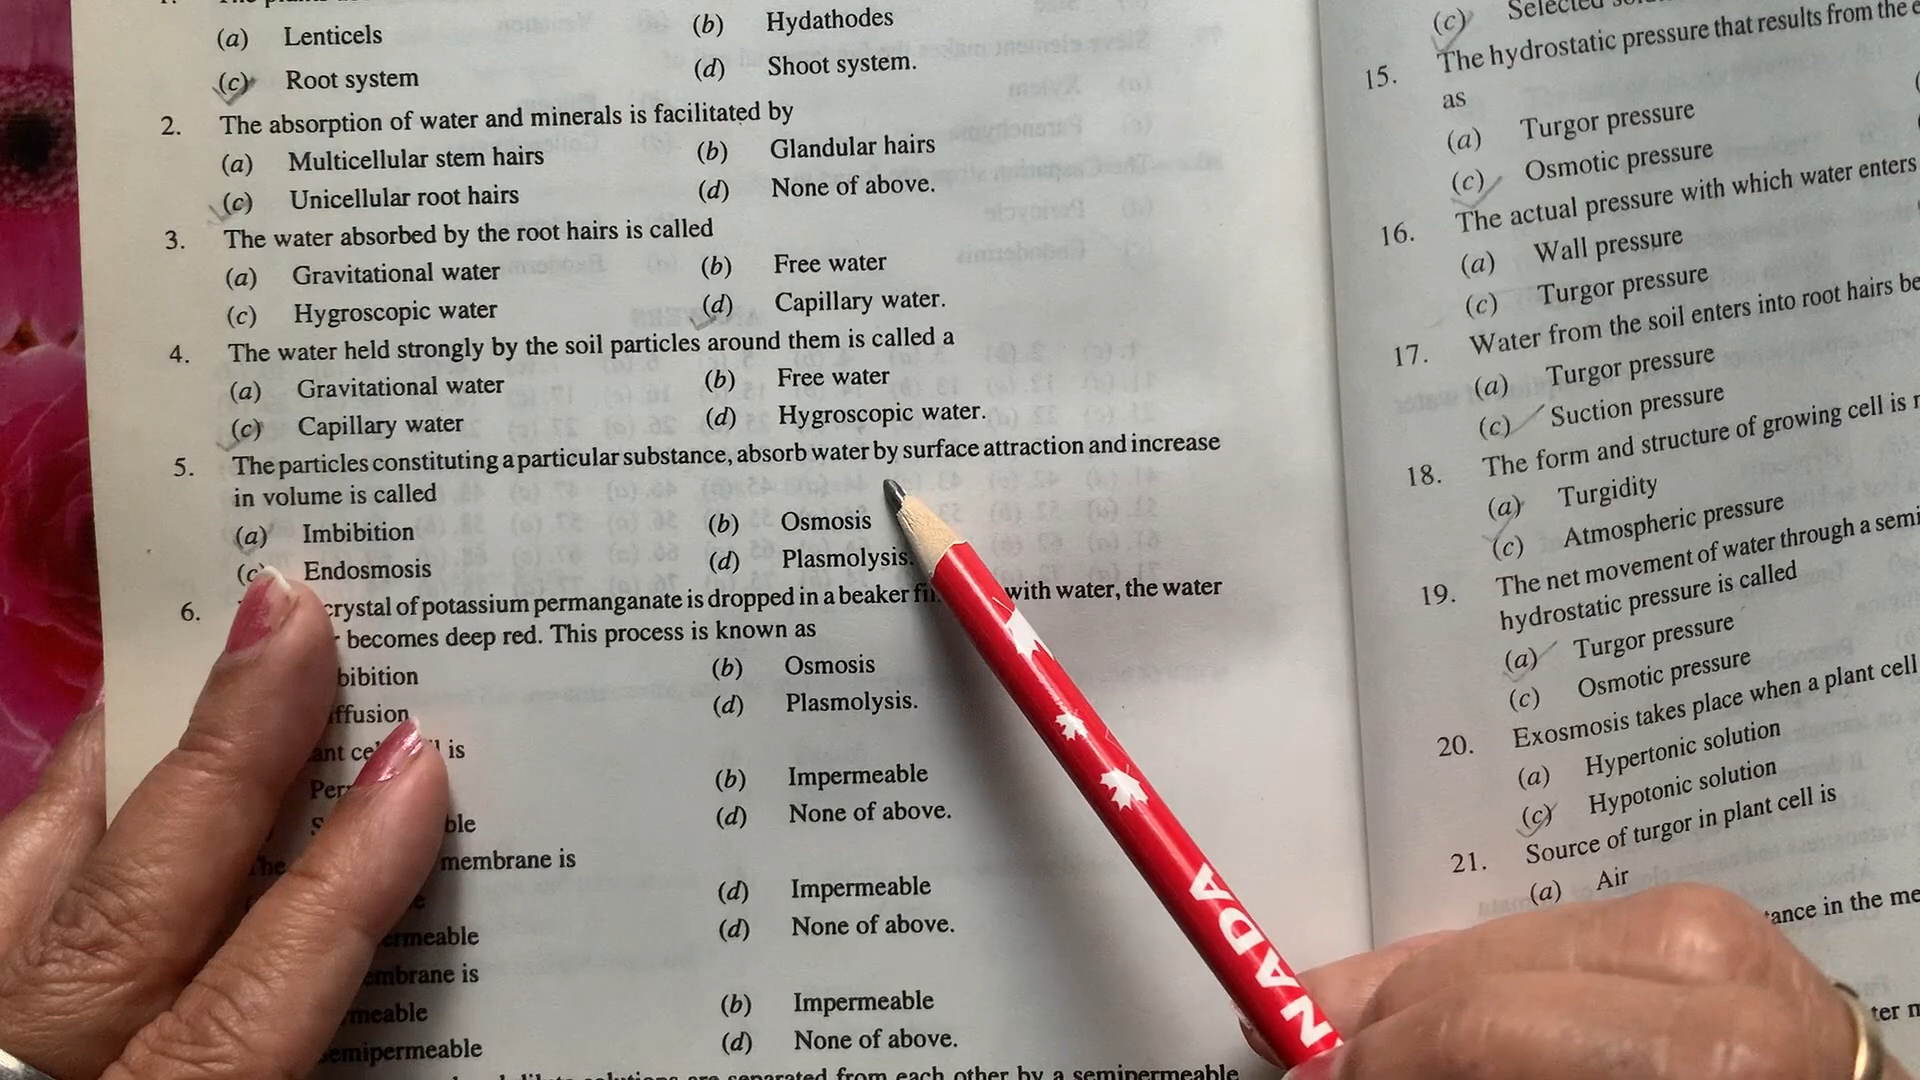 (a) Lenticels
(b) Hydathodes
(c) Root system
(d) Shoot system.
2. The absorption of water and minerals is facilitated by
(a) Multicellular stem hairs
(b) Glandular hairs
(c) Unicellular root hairs
(d) None of above.
3. The water absorbed by the root hairs is called
(a) Gravitational water
(b) Free water
(c) Hygroscopic water
(d) Capillary water.
4. The water held strongly by the soil particles around them is called a
(a) Gravitational water
(b) Free water
(c) Capillary water
(d) Hygroscopic water.
5. The particles constituting a particular substance, absorb water by surface attraction and increase
in volume is called
(a) Imbibition
(b) Osmosis
(c) Endosmosis
(d) Plasmolysis.
6. crystal of potassium permanganate is dropped in a beaker with water, the water
becomes deep red. This process is known as
bibition
(b) Osmosis
ffusion
(d) Plasmolysis.
ant is
(b) Impermeable
(d) None of above.
membrane is
(d) Impermeable
ermeable
(d) None of above.
embrane is
meable
(b) Impermeable
emipermeable
(d) None of above.
solutions are separated from each other by a semipermeable
(c) Selected
15. The hydrostatic pressure that results from the
as
(a) Turgor pressure
(c) Osmotic pressure
16. The actual pressure with which water enters
(a) Wall pressure
(c) Turgor pressure
17. Water from the soil enters into root hairs be
(a) Turgor pressure
(c) Suction pressure
18. The form and structure of growing cell is
(a) Turgidity
(c) Atmospheric pressure
19. The net movement of water through a semi
hydrostatic pressure is called
(a) Turgor pressure
(c) Osmotic pressure
20. Exosmosis takes place when a plant cell
(a) Hypertonic solution
(c) Hypotonic solution
21. Source of turgor in plant cell is
(a) Air
tance in the me
ter
NADA